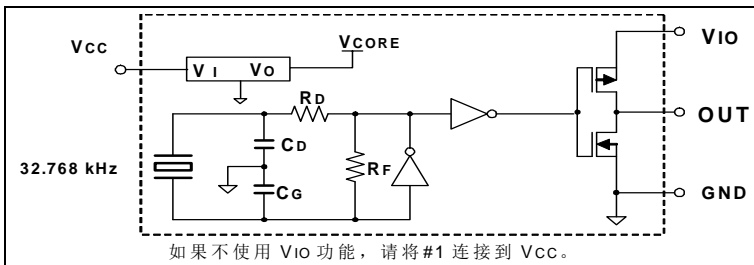 VCC
VI VO
VCORE
VIO
RD
OUT
CD
32.768 kHz
RF
CG
GND
如果不使用 VIO 功能，请将#1 连接到 VCC。